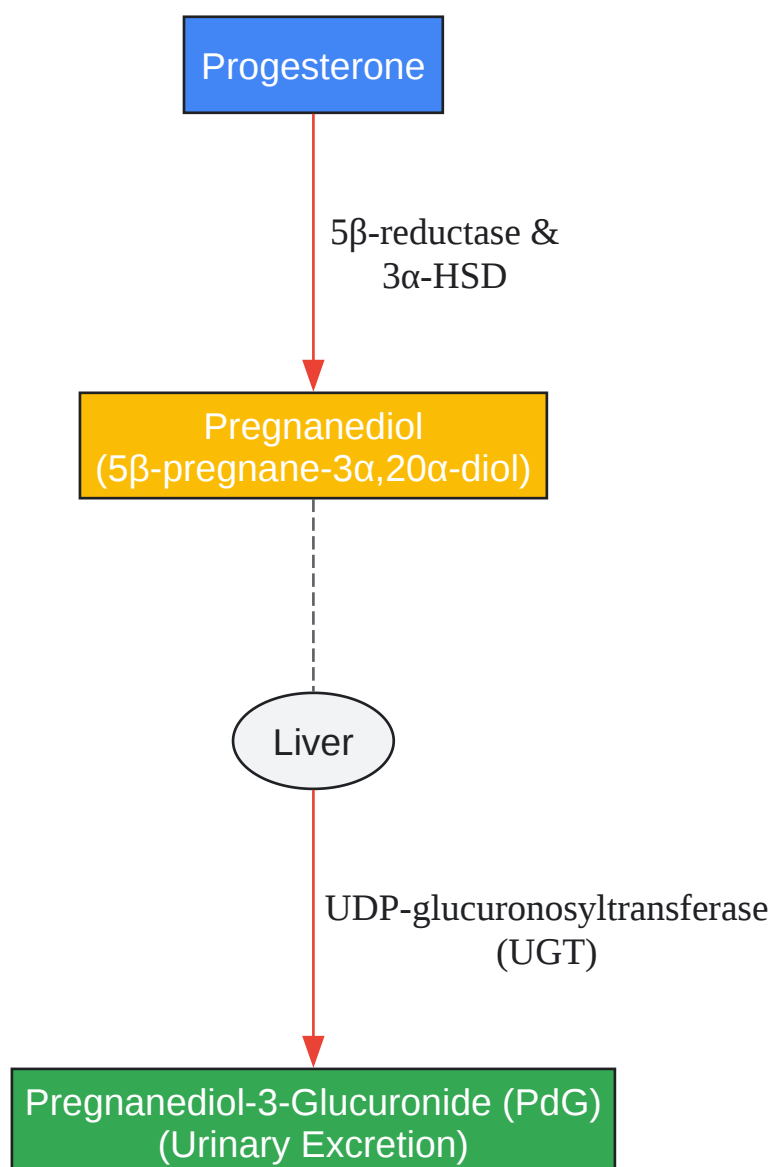 Progesterone
5β-reductase &
3α-HSD
Pregnanediol
(5β-pregnane-3α,20α-diol)
Liver
UDP-glucuronosyltransferase
(UGT)
Pregnanediol-3-Glucuronide (PdG)
(Urinary Excretion)